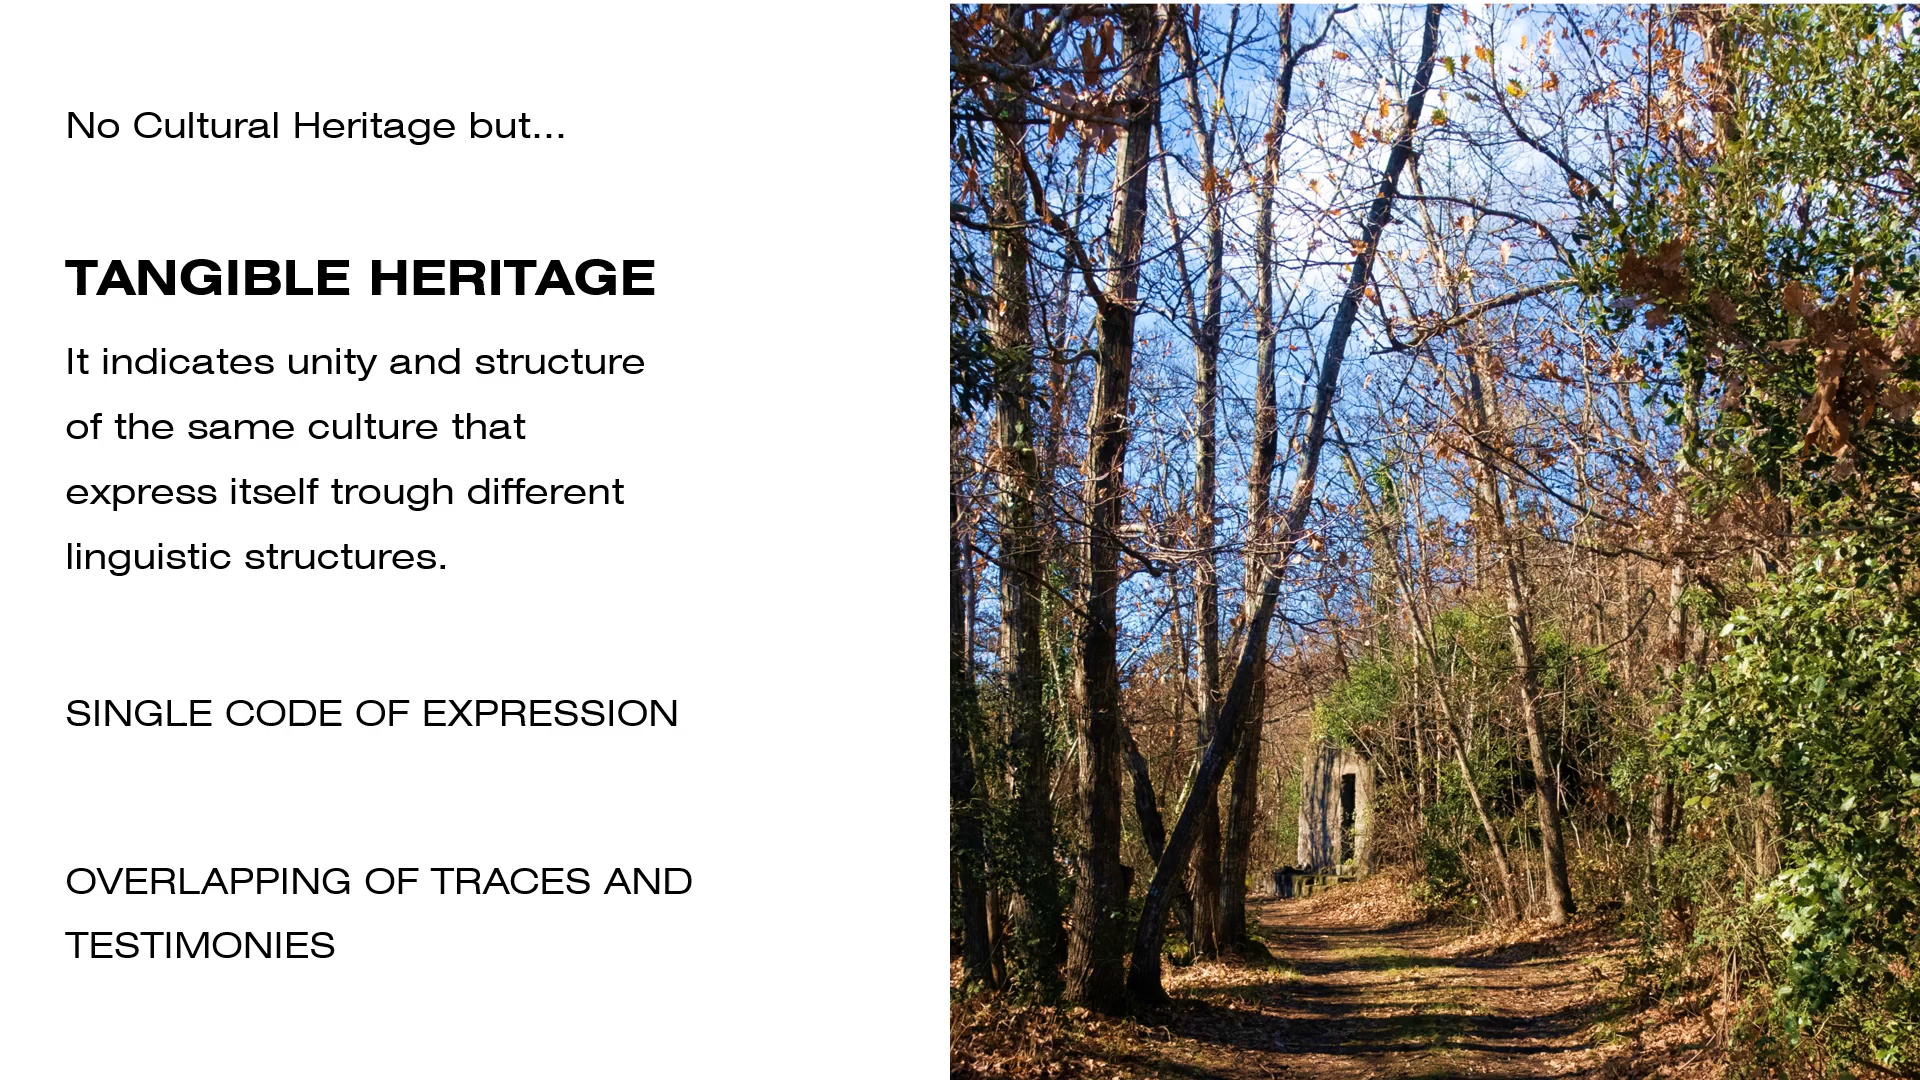 No Cultural Heritage but...
TANGIBLE HERITAGE
It indicates unity and structure
of the same culture that
express itself trough different
linguistic structures.
SINGLE CODE OF EXPRESSION
OVERLAPPING OF TRACES AND
TESTIMONIES